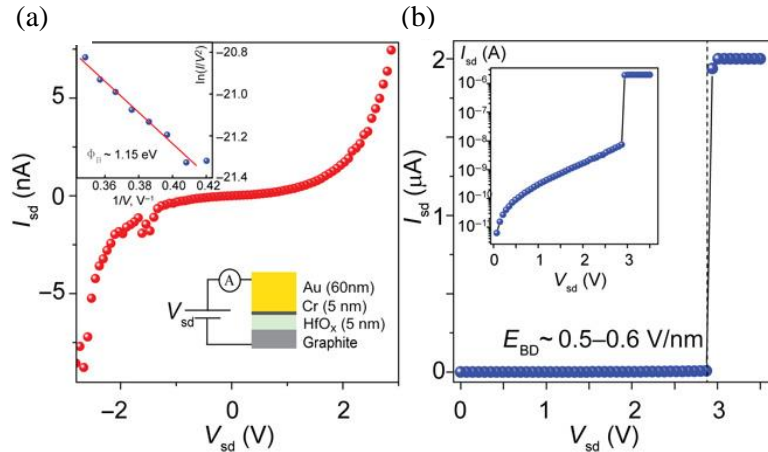 (a)
5
0
−5
I_sd (nA)
−2
0
2
V_sd (V)
−20.8
−21.0
−21.2
−21.4
ln(I/V²)
0.36
0.38
0.40
0.42
1/V, V⁻¹
~ 1.15 eV
A
V_sd
Au (60nm)
Cr (5 nm)
HfOₓ (5 nm)
Graphite
(b)
2
1
0
I_sd (μA)
0
1
2
3
V_sd (V)
I_sd (A)
10⁻⁶
10⁻⁷
10⁻⁸
10⁻⁹
10⁻¹⁰
10⁻¹¹
0
1
2
3
4
V_sd (V)
E_BD ~ 0.5–0.6 V/nm